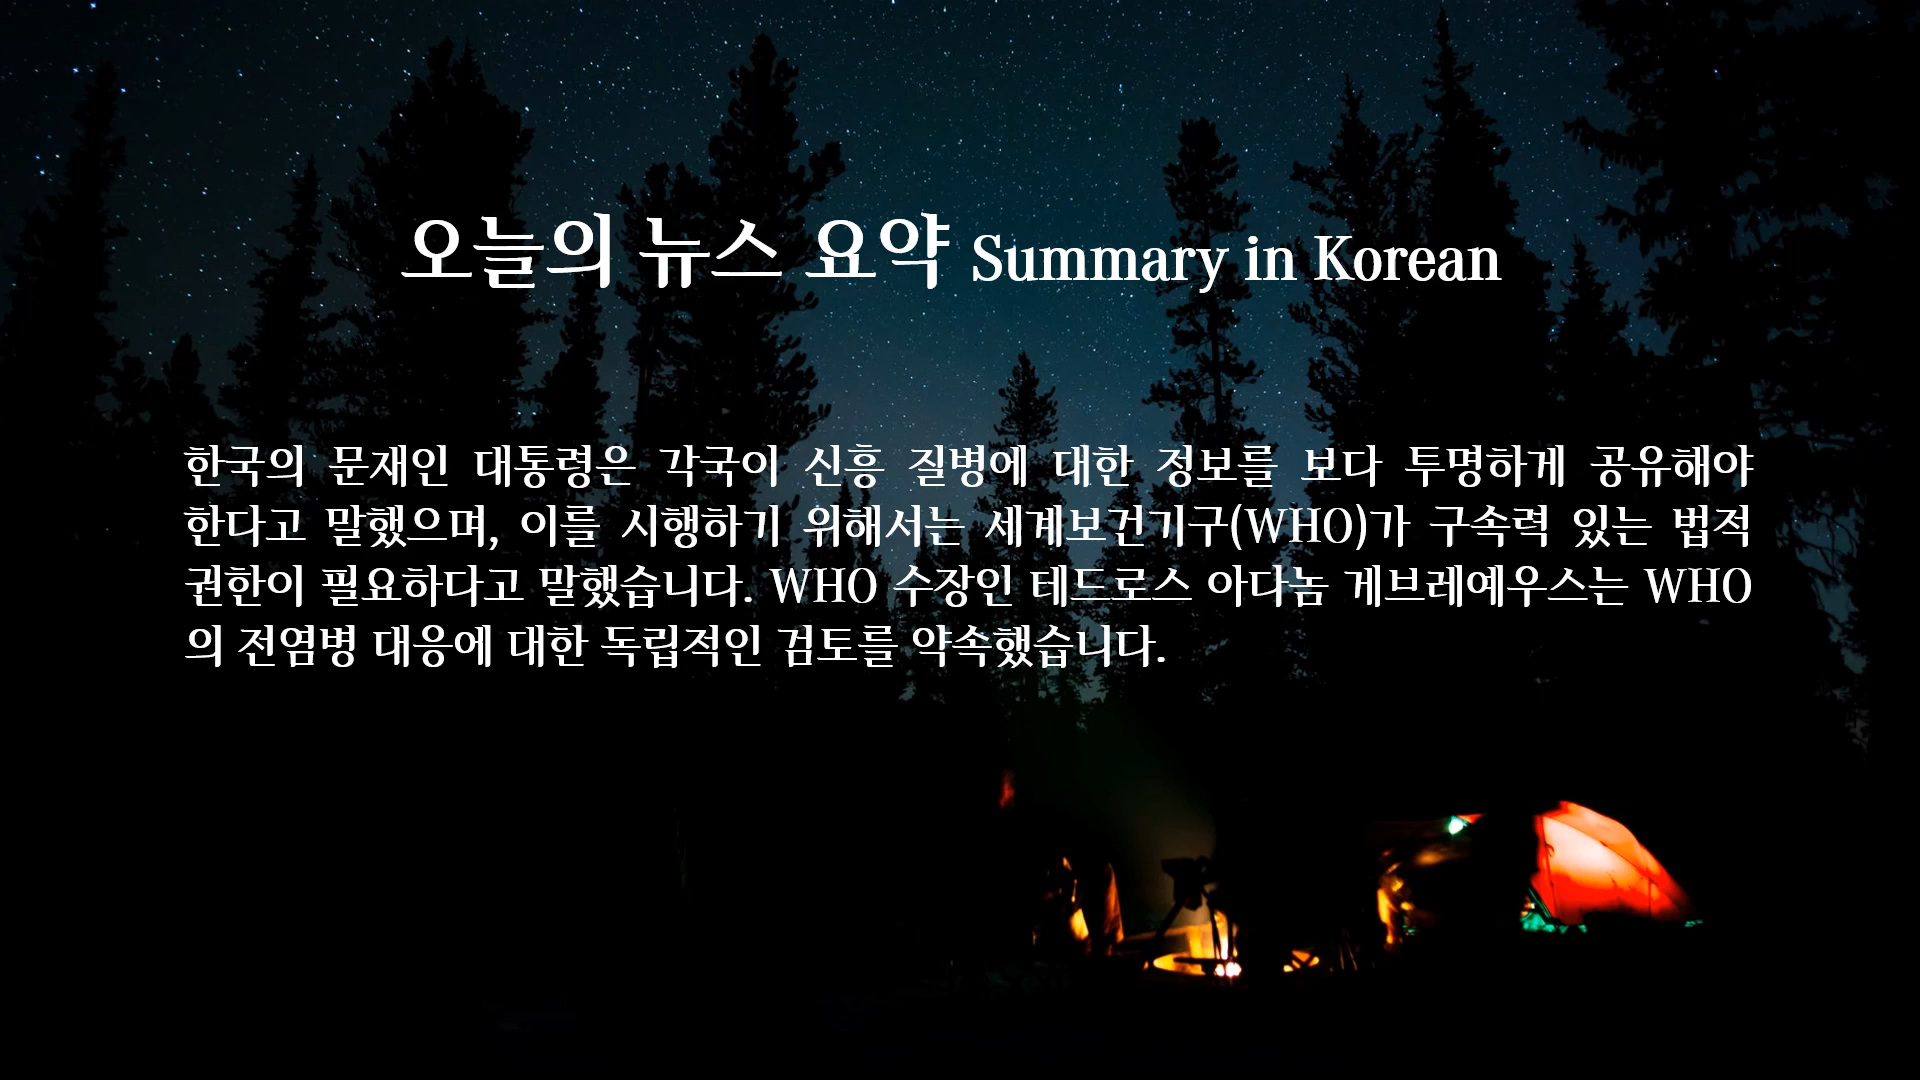 오늘의 뉴스 요약 Summary in Korean
한국의 문재인 대통령은 각국이 신흥 질병에 대한 정보를 보다 투명하게 공유해야
한다고 말했으며, 이를 시행하기 위해서는 세계보건기구(WHO)가 구속력 있는 법적
권한이 필요하다고 말했습니다. WHO 수장인 테드로스 아다놈 게브레예우스는 WHO
의 전염병 대응에 대한 독립적인 검토를 약속했습니다.